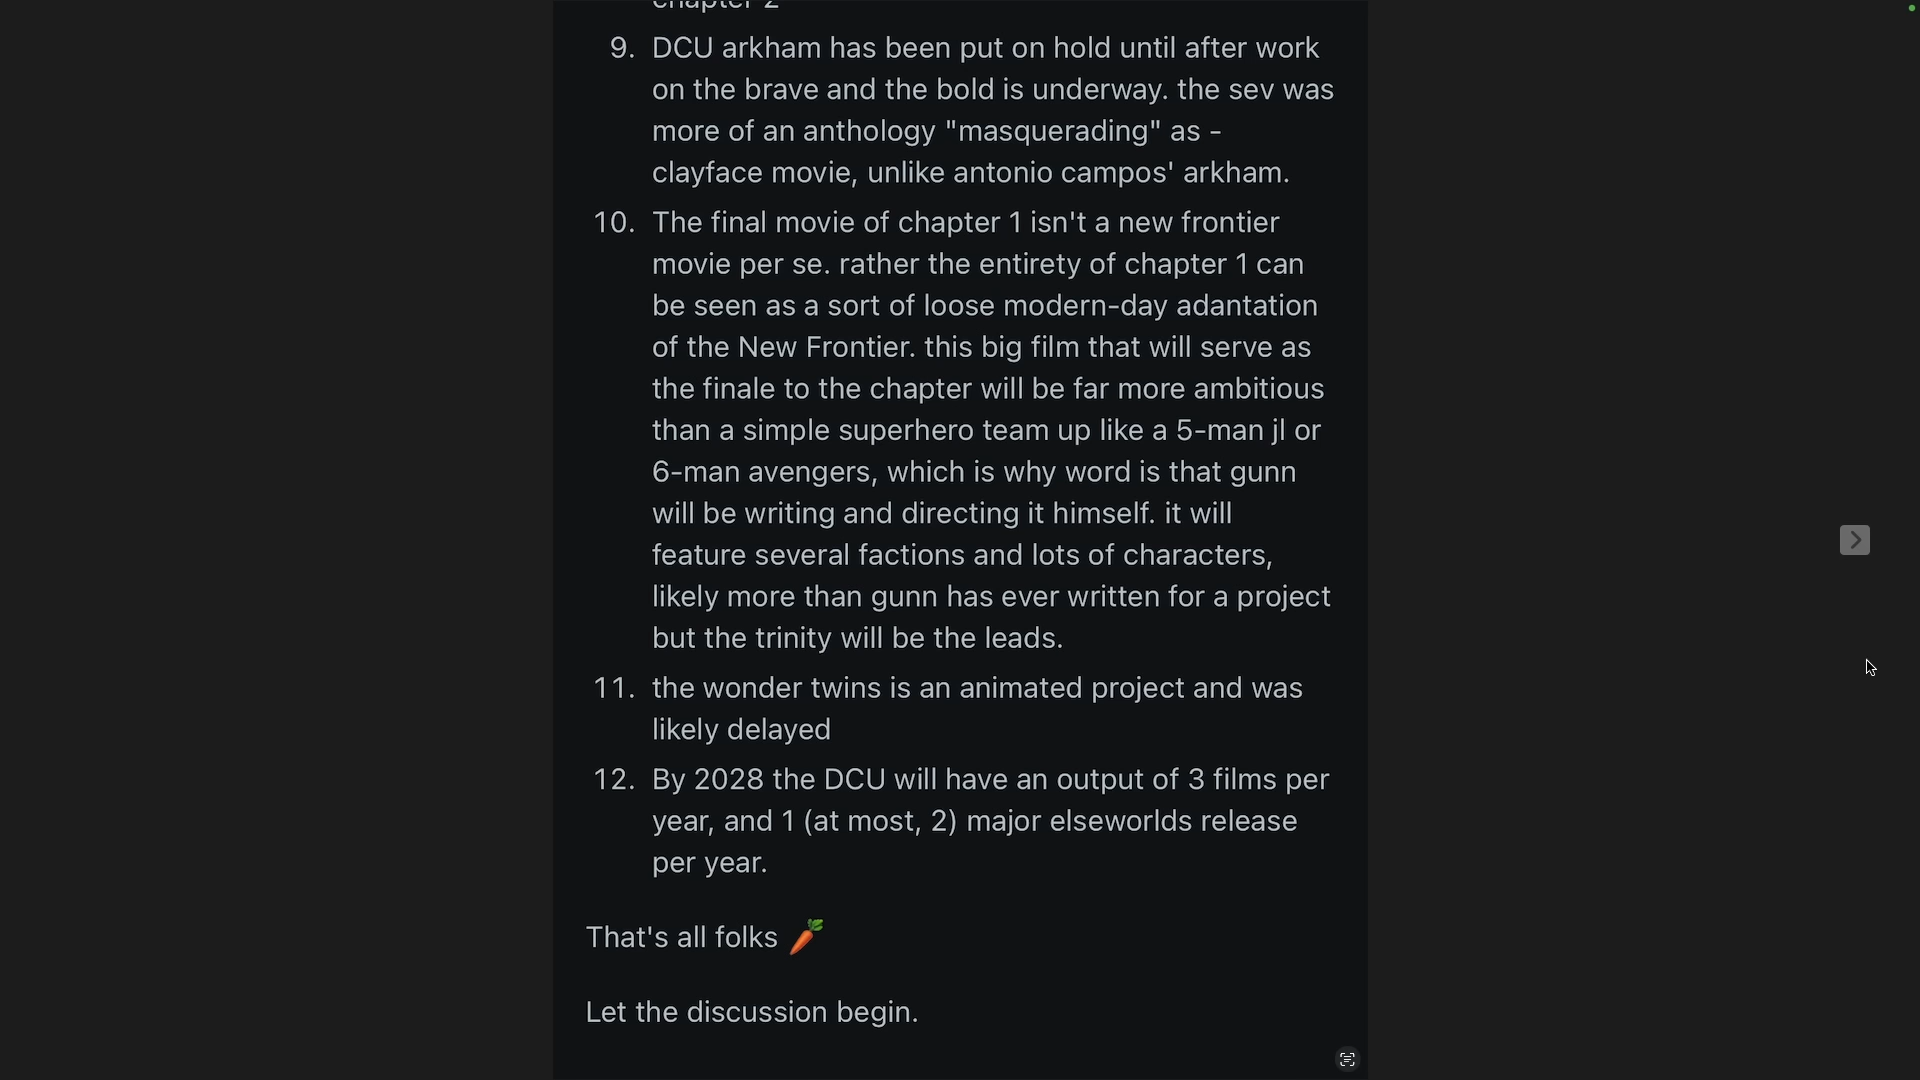 chapter 2
9. DCU arkham has been put on hold until after work
on the brave and the bold is underway. the sev was
more of an anthology "masquerading" as -
clayface movie, unlike antonio campos' arkham.
10. The final movie of chapter 1 isn't a new frontier
movie per se. rather the entirety of chapter 1 can
be seen as a sort of loose modern-day adantation
of the New Frontier. this big film that will serve as
the finale to the chapter will be far more ambitious
than a simple superhero team up like a 5-man jl or
6-man avengers, which is why word is that gunn
will be writing and directing it himself. it will
feature several factions and lots of characters,
likely more than gunn has ever written for a project
but the trinity will be the leads.
11. the wonder twins is an animated project and was
likely delayed
12. By 2028 the DCU will have an output of 3 films per
year, and 1 (at most, 2) major elseworlds release
per year.
That's all folks 🥕
Let the discussion begin.